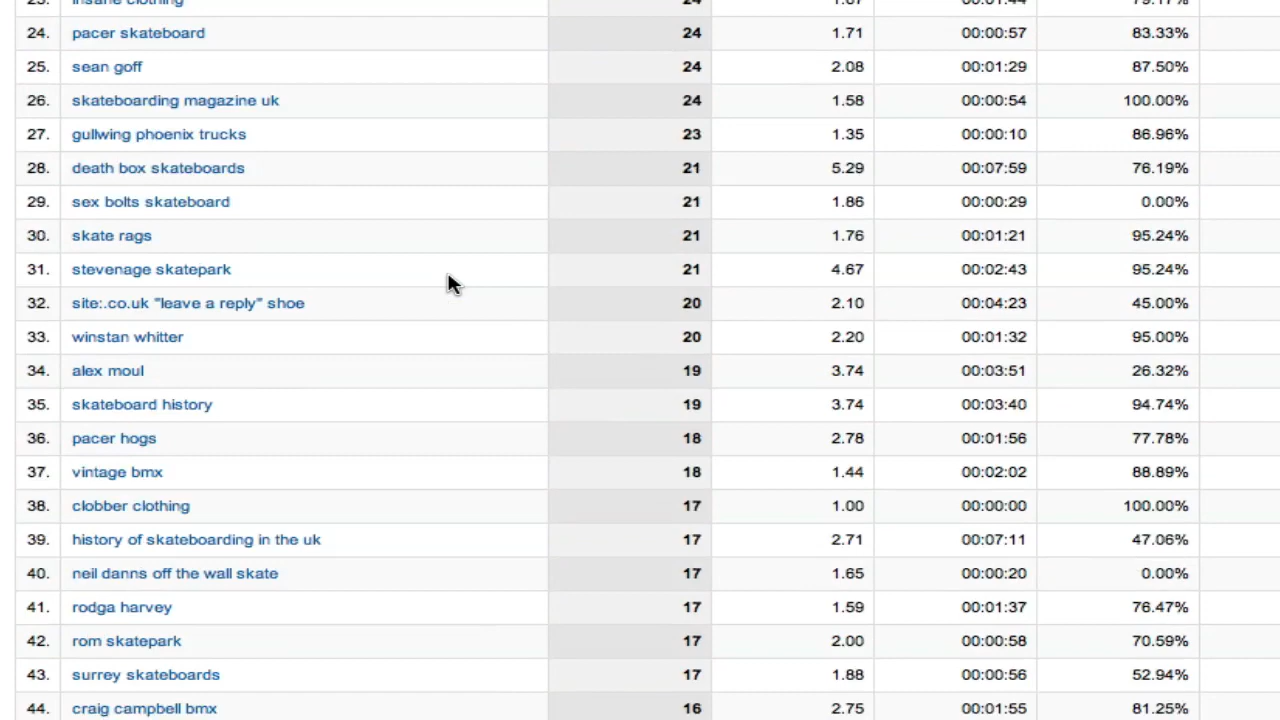 23. insane clothing 24 1.67 00:01:44 79.17%
24. pacer skateboard 24 1.71 00:00:57 83.33%
25. sean goff 24 2.08 00:01:29 87.50%
26. skateboarding magazine uk 24 1.58 00:00:54 100.00%
27. gullwing phoenix trucks 23 1.35 00:00:10 86.96%
28. death box skateboards 21 5.29 00:07:59 76.19%
29. sex bolts skateboard 21 1.86 00:00:29 0.00%
30. skate rags 21 1.76 00:01:21 95.24%
31. stevenage skatepark 21 4.67 00:02:43 95.24%
32. site:.co.uk "leave a reply" shoe 20 2.10 00:04:23 45.00%
33. winstan whitter 20 2.20 00:01:32 95.00%
34. alex moul 19 3.74 00:03:51 26.32%
35. skateboard history 19 3.74 00:03:40 94.74%
36. pacer hogs 18 2.78 00:01:56 77.78%
37. vintage bmx 18 1.44 00:02:02 88.89%
38. clobber clothing 17 1.00 00:00:00 100.00%
39. history of skateboarding in the uk 17 2.71 00:07:11 47.06%
40. neil danns off the wall skate 17 1.65 00:00:20 0.00%
41. rodga harvey 17 1.59 00:01:37 76.47%
42. rom skatepark 17 2.00 00:00:58 70.59%
43. surrey skateboards 17 1.88 00:00:56 52.94%
44. craig campbell bmx 16 2.75 00:01:55 81.25%